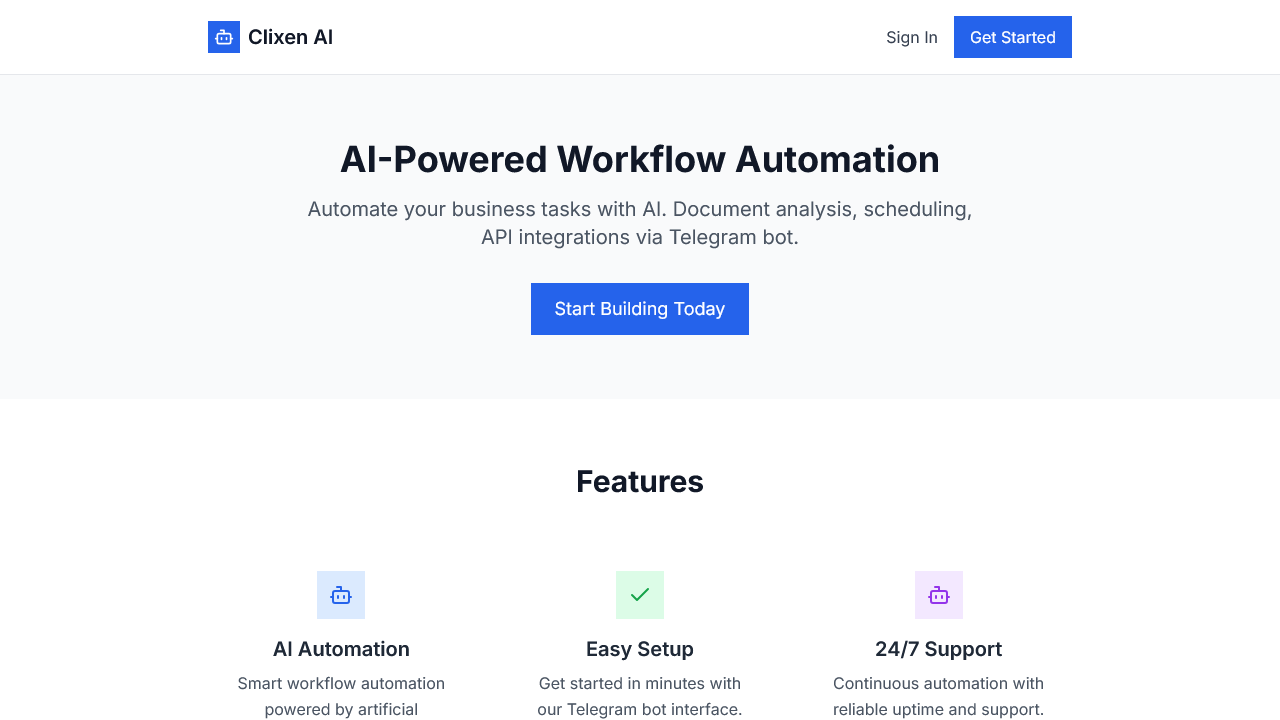 Clixen AI
Sign In
Get Started
AI-Powered Workflow Automation
Automate your business tasks with AI. Document analysis, scheduling,
API integrations via Telegram bot.
Start Building Today
Features
AI Automation
Smart workflow automation
powered by artificial
Easy Setup
Get started in minutes with
our Telegram bot interface.
24/7 Support
Continuous automation with
reliable uptime and support.